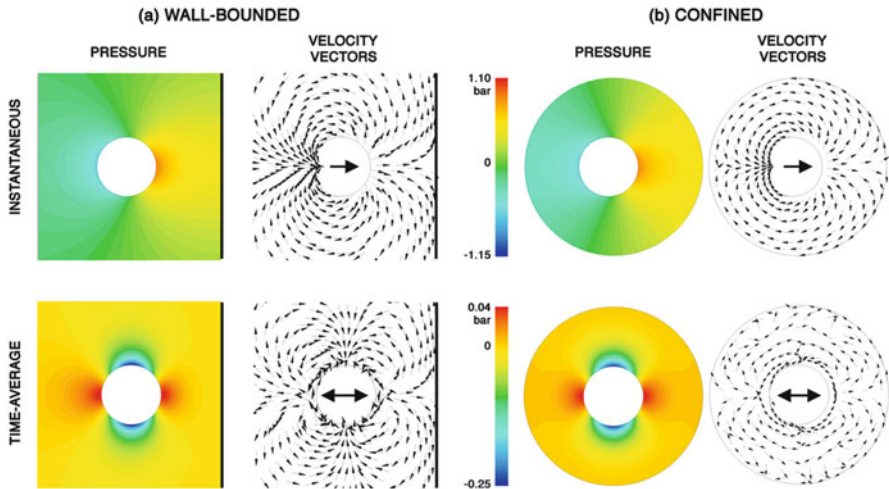 (a) WALL-BOUNDED
(b) CONFINED
PRESSURE
VELOCITY
VECTORS
PRESSURE
VELOCITY
VECTORS
INSTANTANEOUS
1.10
bar
0
-1.15
TIME-AVERAGE
0.04
bar
0
-0.25